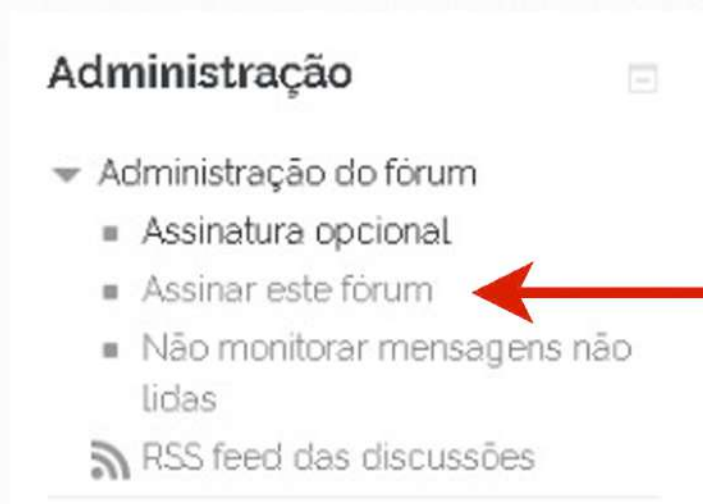 Administração
Administração do fórum
Assinatura opcional
Assinar este fórum
Não monitorar mensagens não
lidas
RSS feed das discussões